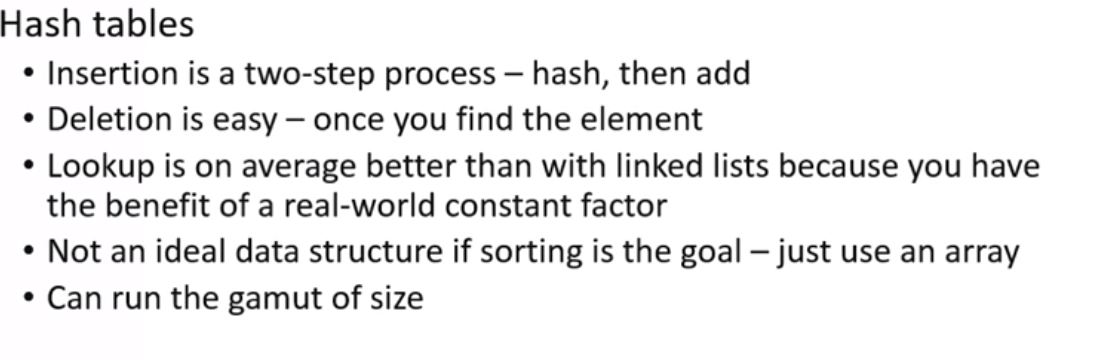 Hash tables
• Insertion is a two-step process – hash, then add
• Deletion is easy – once you find the element
• Lookup is on average better than with linked lists because you have
the benefit of a real-world constant factor
• Not an ideal data structure if sorting is the goal – just use an array
• Can run the gamut of size